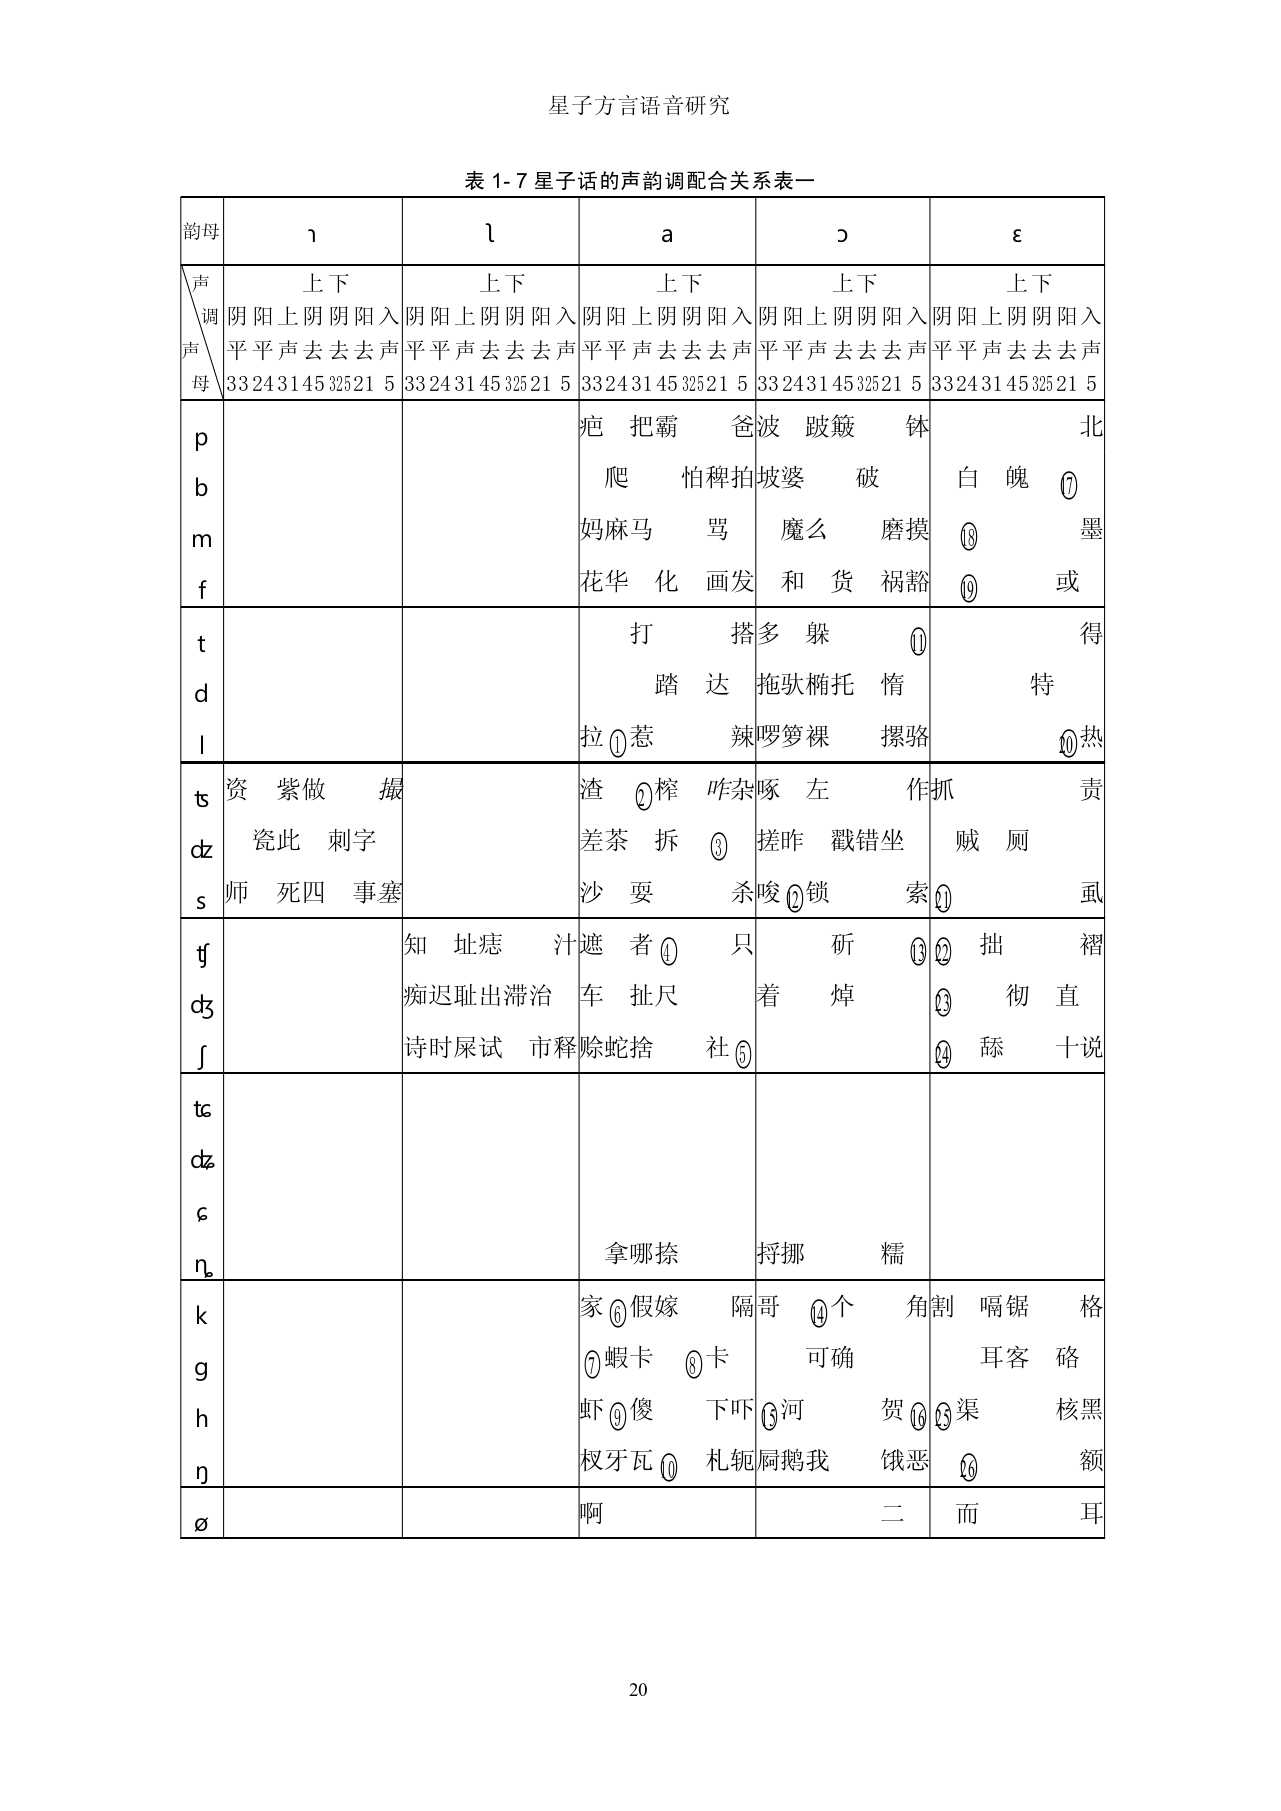 星子方言语音研究
表 1-7 星子话的声韵调配合关系表一
韵母 ɿ ʅ a ɔ ɛ
声 上下 上下 上下 上下 上下
调 阴阳上阴阴阳入 阴阳上阴阴阳入 阴阳上阴阴阳入 阴阳上阴阴阳入 阴阳上阴阴阳入
声 平平声去去去声 平平声去去去声 平平声去去去声 平平声去去去声 平平声去去去声
母 33 24 31 45 325 21 5 33 24 31 45 325 21 5 33 24 31 45 325 21 5 33 24 31 45 325 21 5 33 24 31 45 325 21 5
p 疤 把霸 爸 波 跛簸 钵 北
b 爬 怕稗拍 坡婆 破 白 魄 ⑰
m 妈麻马 骂 魔么 磨摸 ⑱ 墨
f 花华 化 画发 和 货 祸豁 ⑲ 或
t 打 搭 多 躲 ⑪ 得
d 踏 达 拖驮椭托 惰 特
l 拉①惹 辣 啰箩裸 摞骆 ⑳热
ʦ 资 紫做 撮 渣 ②榨 咋杂 啄 左 作 抓 责
ʣ 瓷此 刺字 差茶 拆 ③ 搓昨 戳错坐 贼 厕
s 师 死四 事塞 沙 耍 杀 唆⑫锁 索 ㉑ 虱
ʧ 知 址痣 汁 遮 者④ 只 斫 ⑬ ㉒ 拙 褶
ʤ 痴迟耻出滞治 车 扯尺 着 焯 ㉓ 彻 直
ʃ 诗时屎试 市释 赊蛇捨 社⑤ ㉔ 舔 十说
ʨ
ʥ
ɕ
ȵ 拿哪捺 捋挪 糯
k 家⑥假嫁 隔 哥 ⑭个 角 割 嗝锯 格
g ⑦蝦卡 ⑧卡 可确 耳客 硌
h 虾⑨傻 下吓 ⑮河 贺⑯ ㉕渠 核黑
ŋ 杈牙瓦⑩ 札轭 屙鹅我 饿恶 ㉖ 额
ø 啊 二 而 耳
20